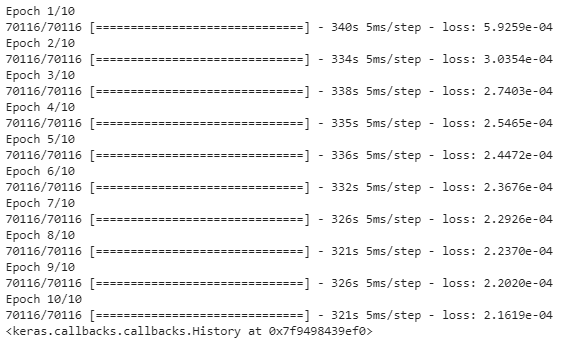 Epoch 1/10
70116/70116 [==============================] - 340s 5ms/step - loss: 5.9259e-04
Epoch 2/10
70116/70116 [==============================] - 334s 5ms/step - loss: 3.0354e-04
Epoch 3/10
70116/70116 [==============================] - 338s 5ms/step - loss: 2.7403e-04
Epoch 4/10
70116/70116 [==============================] - 335s 5ms/step - loss: 2.5465e-04
Epoch 5/10
70116/70116 [==============================] - 336s 5ms/step - loss: 2.4472e-04
Epoch 6/10
70116/70116 [==============================] - 332s 5ms/step - loss: 2.3676e-04
Epoch 7/10
70116/70116 [==============================] - 326s 5ms/step - loss: 2.2926e-04
Epoch 8/10
70116/70116 [==============================] - 321s 5ms/step - loss: 2.2370e-04
Epoch 9/10
70116/70116 [==============================] - 326s 5ms/step - loss: 2.2020e-04
Epoch 10/10
70116/70116 [==============================] - 321s 5ms/step - loss: 2.1619e-04
<keras.callbacks.callbacks.History at 0x7f9498439ef0>